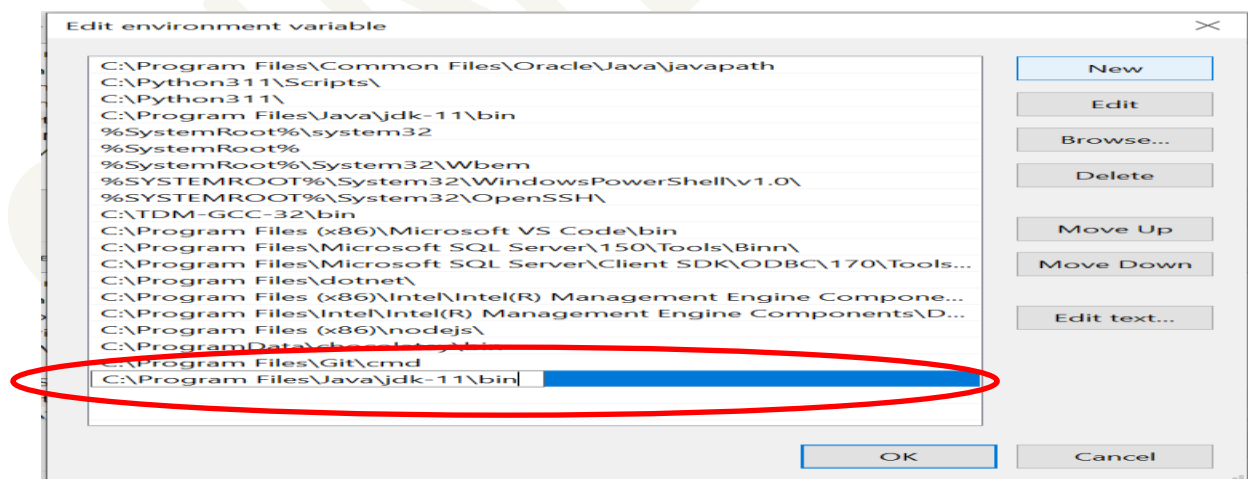 Edit environment variable
C:\Program Files\Common Files\Oracle\Java\javapath
C:\Python311\Scripts\
C:\Python311\
C:\Program Files\Java\jdk-11\bin
%SystemRoot%\system32
%SystemRoot%
%SystemRoot%\System32\Wbem
%SYSTEMROOT%\System32\WindowsPowerShell\v1.0\
%SYSTEMROOT%\System32\OpenSSH\
C:\TDM-GCC-32\bin
C:\Program Files (x86)\Microsoft VS Code\bin
C:\Program Files\Microsoft SQL Server\150\Tools\Binn\
C:\Program Files\Microsoft SQL Server\Client SDK\ODBC\170\Tools...
C:\Program Files\dotnet\
C:\Program Files (x86)\Intel\Intel(R) Management Engine Compone...
C:\Program Files\Intel\Intel(R) Management Engine Components\D...
C:\Program Files (x86)\nodejs\
C:\ProgramData\chocolatey\bin
C:\Program Files\Git\cmd
C:\Program Files\Java\jdk-11\bin
New
Edit
Browse...
Delete
Move Up
Move Down
Edit text...
OK
Cancel